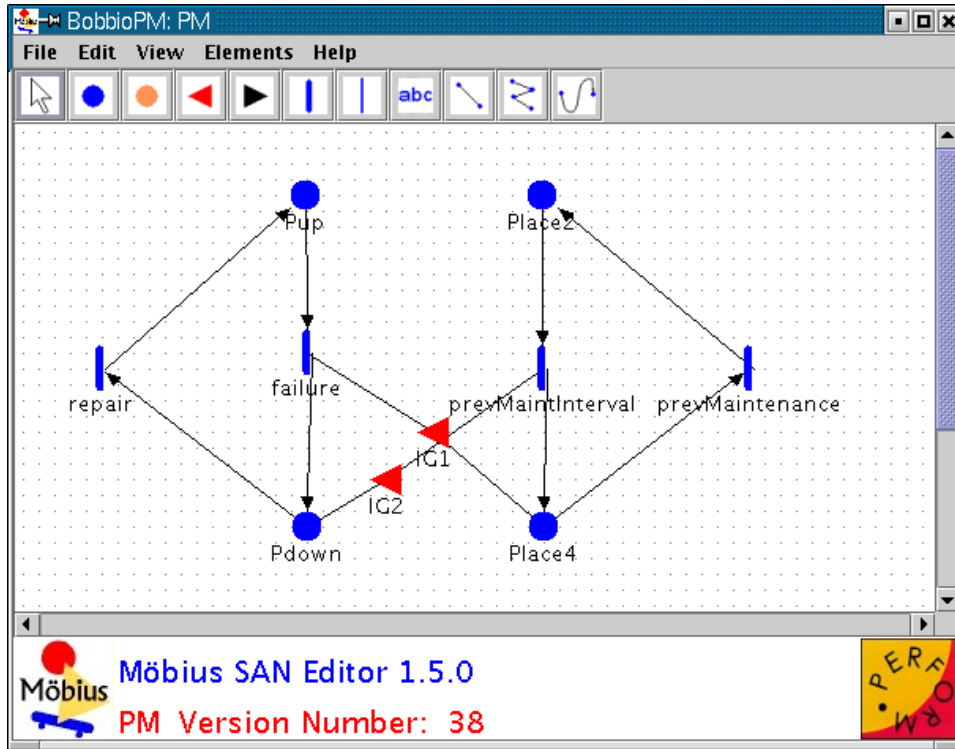 BobbioPM: PM
File Edit View Elements Help
abc
Pup Place2
repair failure prevMaintInterval prevMaintenance
IG1
IG2
Pdown Place4
Möbius SAN Editor 1.5.0
Möbius
PM Version Number: 38
PERFORM